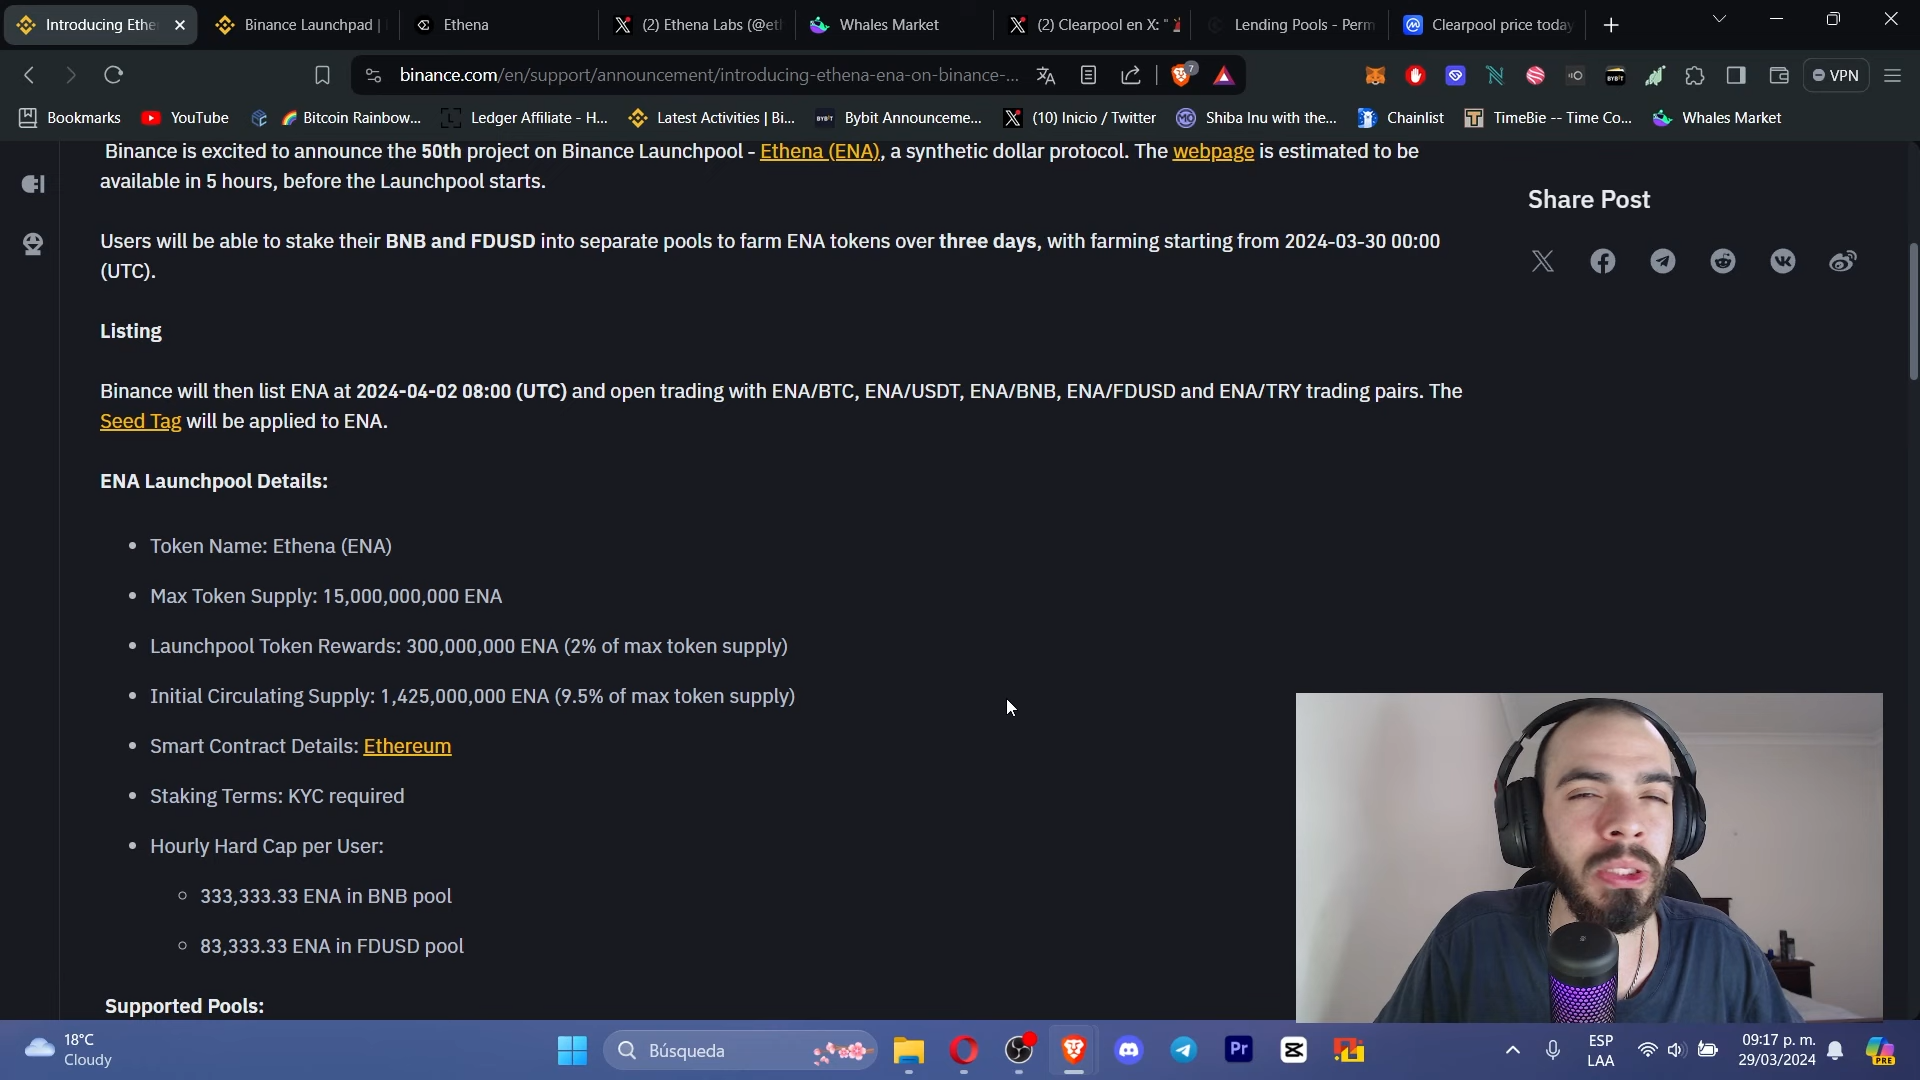 Introducing Ethe
Binance Launchpad |
Ethena
(2) Ethena Labs (@et
Whales Market
(2) Clearpool en X: "
Lending Pools - Perm
Clearpool price today
binance.com/en/support/announcement/introducing-ethena-ena-on-binance-...
7
VPN
Bookmarks
YouTube
Bitcoin Rainbow...
Ledger Affiliate - H...
Latest Activities | Bi...
Bybit Announceme...
(10) Inicio / Twitter
Shiba Inu with the...
Chainlist
TimeBie -- Time Co...
Whales Market
Binance is excited to announce the 50th project on Binance Launchpool - Ethena (ENA), a synthetic dollar protocol. The webpage is estimated to be
available in 5 hours, before the Launchpool starts.
Share Post
Users will be able to stake their BNB and FDUSD into separate pools to farm ENA tokens over three days, with farming starting from 2024-03-30 00:00
(UTC).
Listing
Binance will then list ENA at 2024-04-02 08:00 (UTC) and open trading with ENA/BTC, ENA/USDT, ENA/BNB, ENA/FDUSD and ENA/TRY trading pairs. The
Seed Tag will be applied to ENA.
ENA Launchpool Details:
• Token Name: Ethena (ENA)
• Max Token Supply: 15,000,000,000 ENA
• Launchpool Token Rewards: 300,000,000 ENA (2% of max token supply)
• Initial Circulating Supply: 1,425,000,000 ENA (9.5% of max token supply)
• Smart Contract Details: Ethereum
• Staking Terms: KYC required
• Hourly Hard Cap per User:
○ 333,333.33 ENA in BNB pool
○ 83,333.33 ENA in FDUSD pool
Supported Pools:
18°C
Cloudy
Búsqueda
Pr
ESP
LAA
09:17 p. m.
29/03/2024
PRE